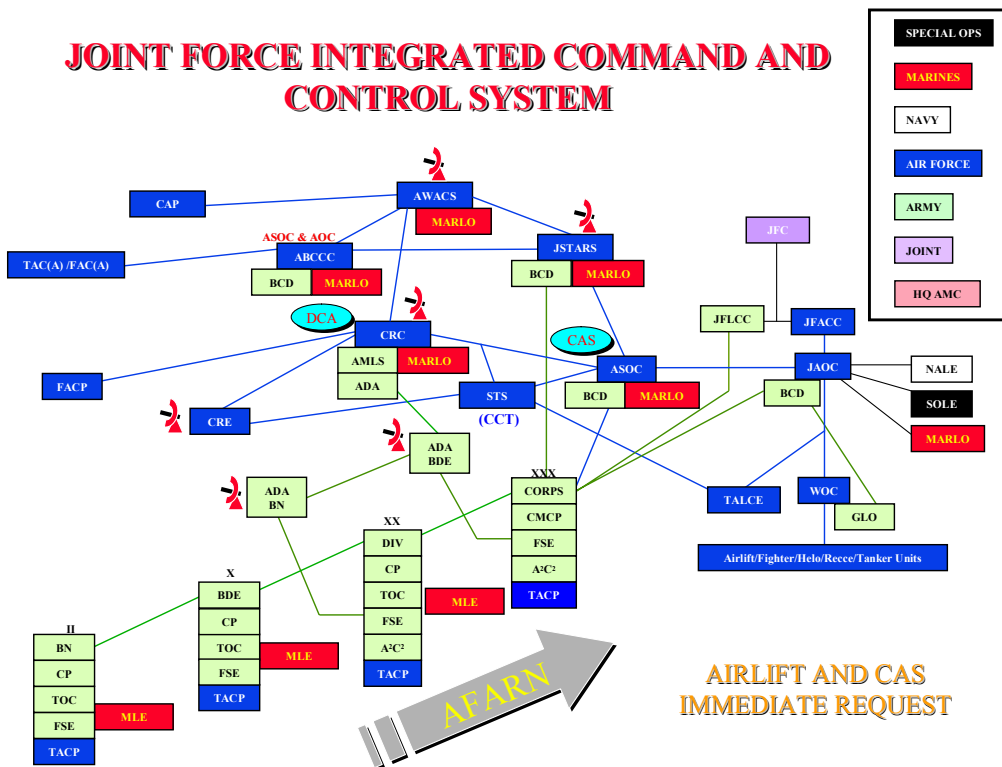 JOINT FORCE INTEGRATED COMMAND AND
CONTROL SYSTEM
SPECIAL OPS
MARINES
NAVY
AIR FORCE
ARMY
JOINT
HQ AMC
AWACS
MARLO
CAP
ASOC & AOC
ABCCC
BCD
MARLO
TAC(A) /FAC(A)
JSTARS
BCD
MARLO
JFC
DCA
CRC
AMLS
MARLO
ADA
CAS
ASOC
BCD
MARLO
JFLCC
JFACC
JAOC
BCD
NALE
SOLE
MARLO
FACP
CRE
STS
(CCT)
ADA
BDE
ADA
BN
XXX
CORPS
CMCP
FSE
A²C²
TACP
TALCE
WOC
GLO
Airlift/Fighter/Helo/Recce/Tanker Units
XX
DIV
CP
TOC
FSE
A²C²
TACP
MLE
X
BDE
CP
TOC
FSE
TACP
MLE
II
BN
CP
TOC
FSE
TACP
MLE
AFARN
AIRLIFT AND CAS
IMMEDIATE REQUEST